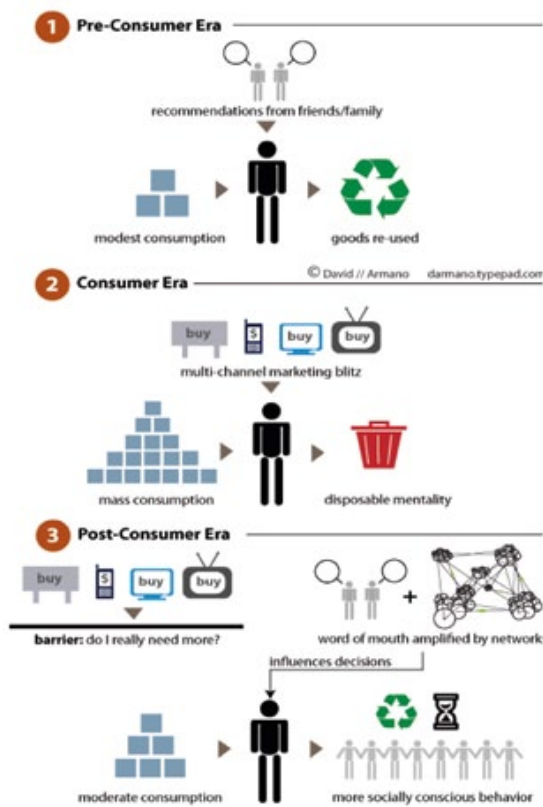 1 Pre-Consumer Era
recommendations from friends/family
modest consumption goods re-used
© David // Armano darmano.typepad.com
2 Consumer Era
buy $ buy buy
multi-channel marketing blitz
mass consumption disposable mentality
3 Post-Consumer Era
buy $ buy buy
+
barrier: do I really need more?
word of mouth amplified by network
influences decisions
moderate consumption more socially conscious behavior